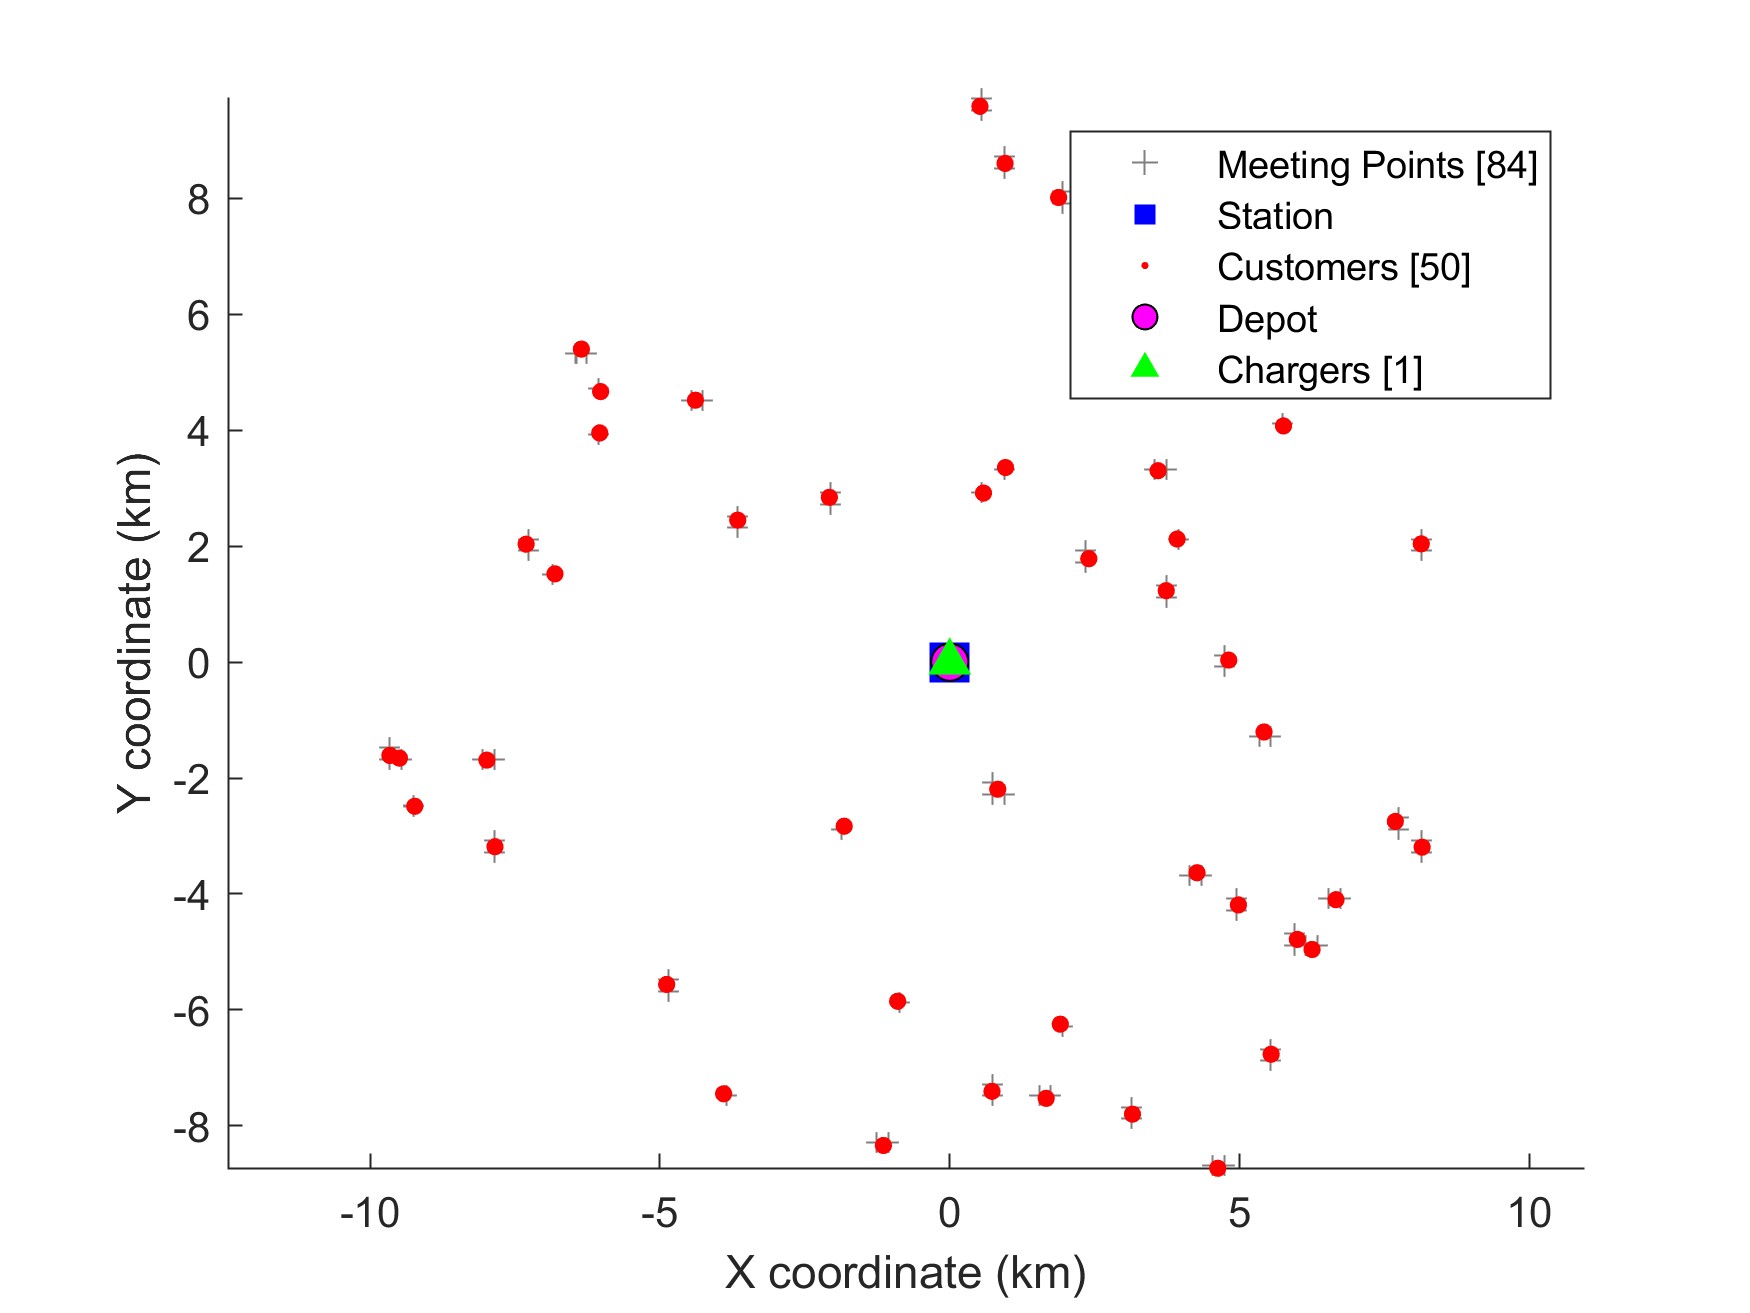 Meeting Points [84]
Station
Customers [50]
Depot
Chargers [1]
8
6
4
2
0
-2
-4
-6
-8
Y coordinate (km)
-10 -5 0 5 10
X coordinate (km)